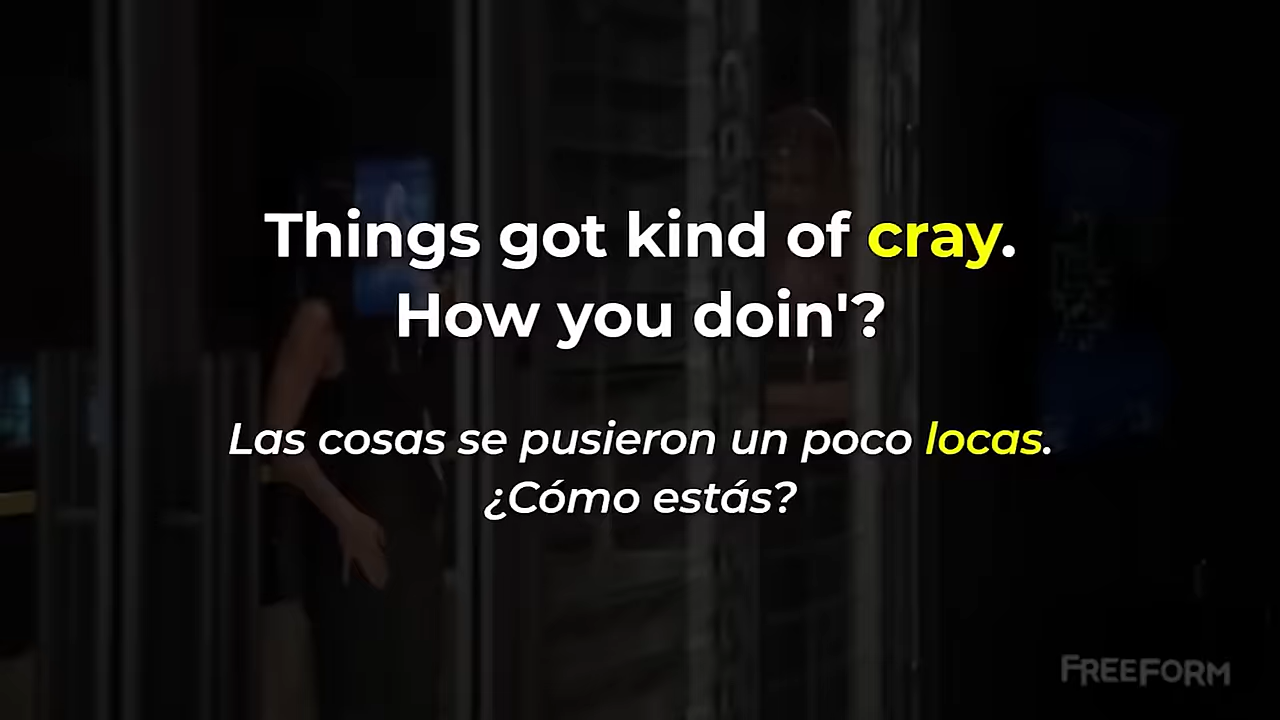 Things got kind of cray.
How you doin'?
Las cosas se pusieron un poco locas.
¿Cómo estás?
FREEFORM